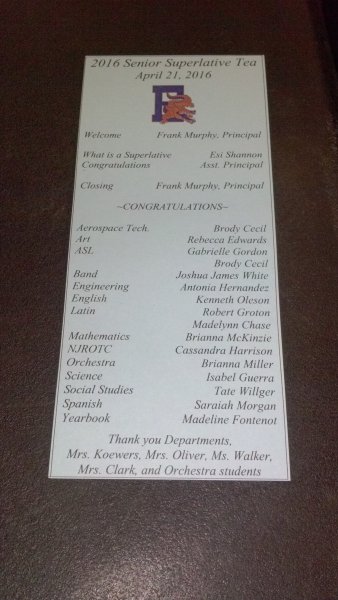 2016 Senior Superlative Tea
April 21, 2016
E
Welcome Frank Murphy, Principal
What is a Superlative Esi Shannon
Congratulations Asst. Principal
Closing Frank Murphy, Principal
~CONGRATULATIONS~
Aerospace Tech. Brody Cecil
Art Rebecca Edwards
ASL Gabrielle Gordon
Brody Cecil
Band Joshua James White
Engineering Antonia Hernandez
English Kenneth Oleson
Latin Robert Groton
Madelynn Chase
Mathematics Brianna McKinzie
NJROTC Cassandra Harrison
Orchestra Brianna Miller
Science Isabel Guerra
Social Studies Tate Willger
Spanish Saraiah Morgan
Yearbook Madeline Fontenot
Thank you Departments,
Mrs. Koewers, Mrs. Oliver, Ms. Walker,
Mrs. Clark, and Orchestra students